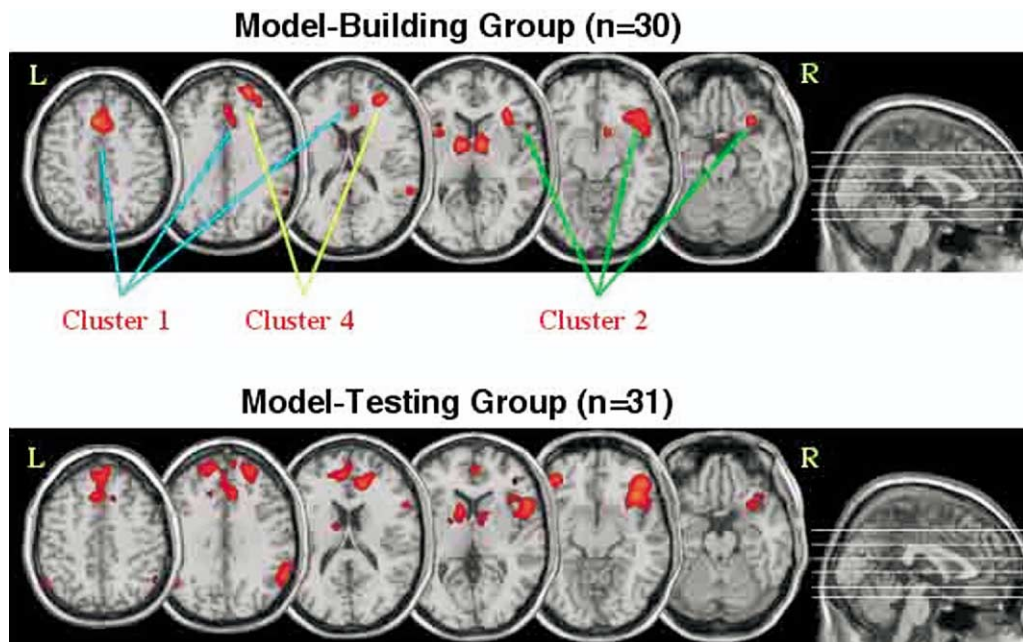 Model-Building Group (n=30)
L R
Cluster 1 Cluster 4 Cluster 2
Model-Testing Group (n=31)
L R